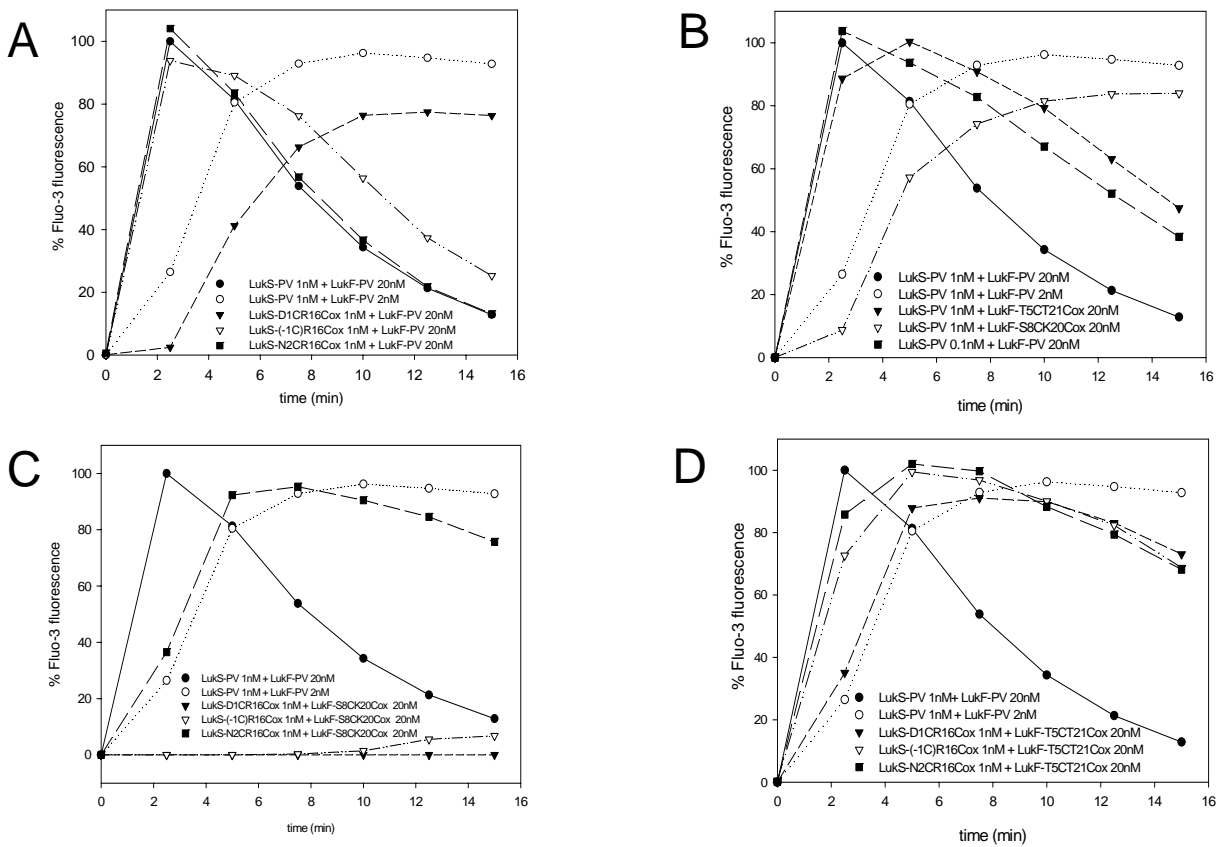 A
% Fluo-3 fluorescence
100
80
60
40
20
0
LukS-PV 1nM + LukF-PV 20nM
LukS-PV 1nM + LukF-PV 2nM
LukS-D1CR16Cox 1nM + LukF-PV 20nM
LukS-(-1C)R16Cox 1nM + LukF-PV 20nM
LukS-N2CR16Cox 1nM + LukF-PV 20nM
0 2 4 6 8 10 12 14 16
time (min)
B
% Fluo-3 fluorescence
100
80
60
40
20
0
LukS-PV 1nM + LukF-PV 20nM
LukS-PV 1nM + LukF-PV 2nM
LukS-PV 1nM + LukF-T5CT21Cox 20nM
LukS-PV 1nM + LukF-S8CK20Cox 20nM
LukS-PV 0.1nM + LukF-PV 20nM
0 2 4 6 8 10 12 14 16
time (min)
C
% Fluo-3 fluorescence
100
80
60
40
20
0
LukS-PV 1nM + LukF-PV 20nM
LukS-PV 1nM + LukF-PV 2nM
LukS-D1CR16Cox 1nM + LukF-S8CK20Cox 20nM
LukS-(-1C)R16Cox 1nM + LukF-S8CK20Cox 20nM
LukS-N2CR16Cox 1nM + LukF-S8CK20Cox 20nM
0 2 4 6 8 10 12 14 16
time (min)
D
% Fluo-3 fluorescence
100
80
60
40
20
0
LukS-PV 1nM+ LukF-PV 20nM
LukS-PV 1nM + LukF-PV 2nM
LukS-D1CR16Cox 1nM + LukF-T5CT21Cox 20nM
LukS-(-1C)R16Cox 1nM + LukF-T5CT21Cox 20nM
LukS-N2CR16Cox 1nM + LukF-T5CT21Cox 20nM
0 2 4 6 8 10 12 14 16
time (min)